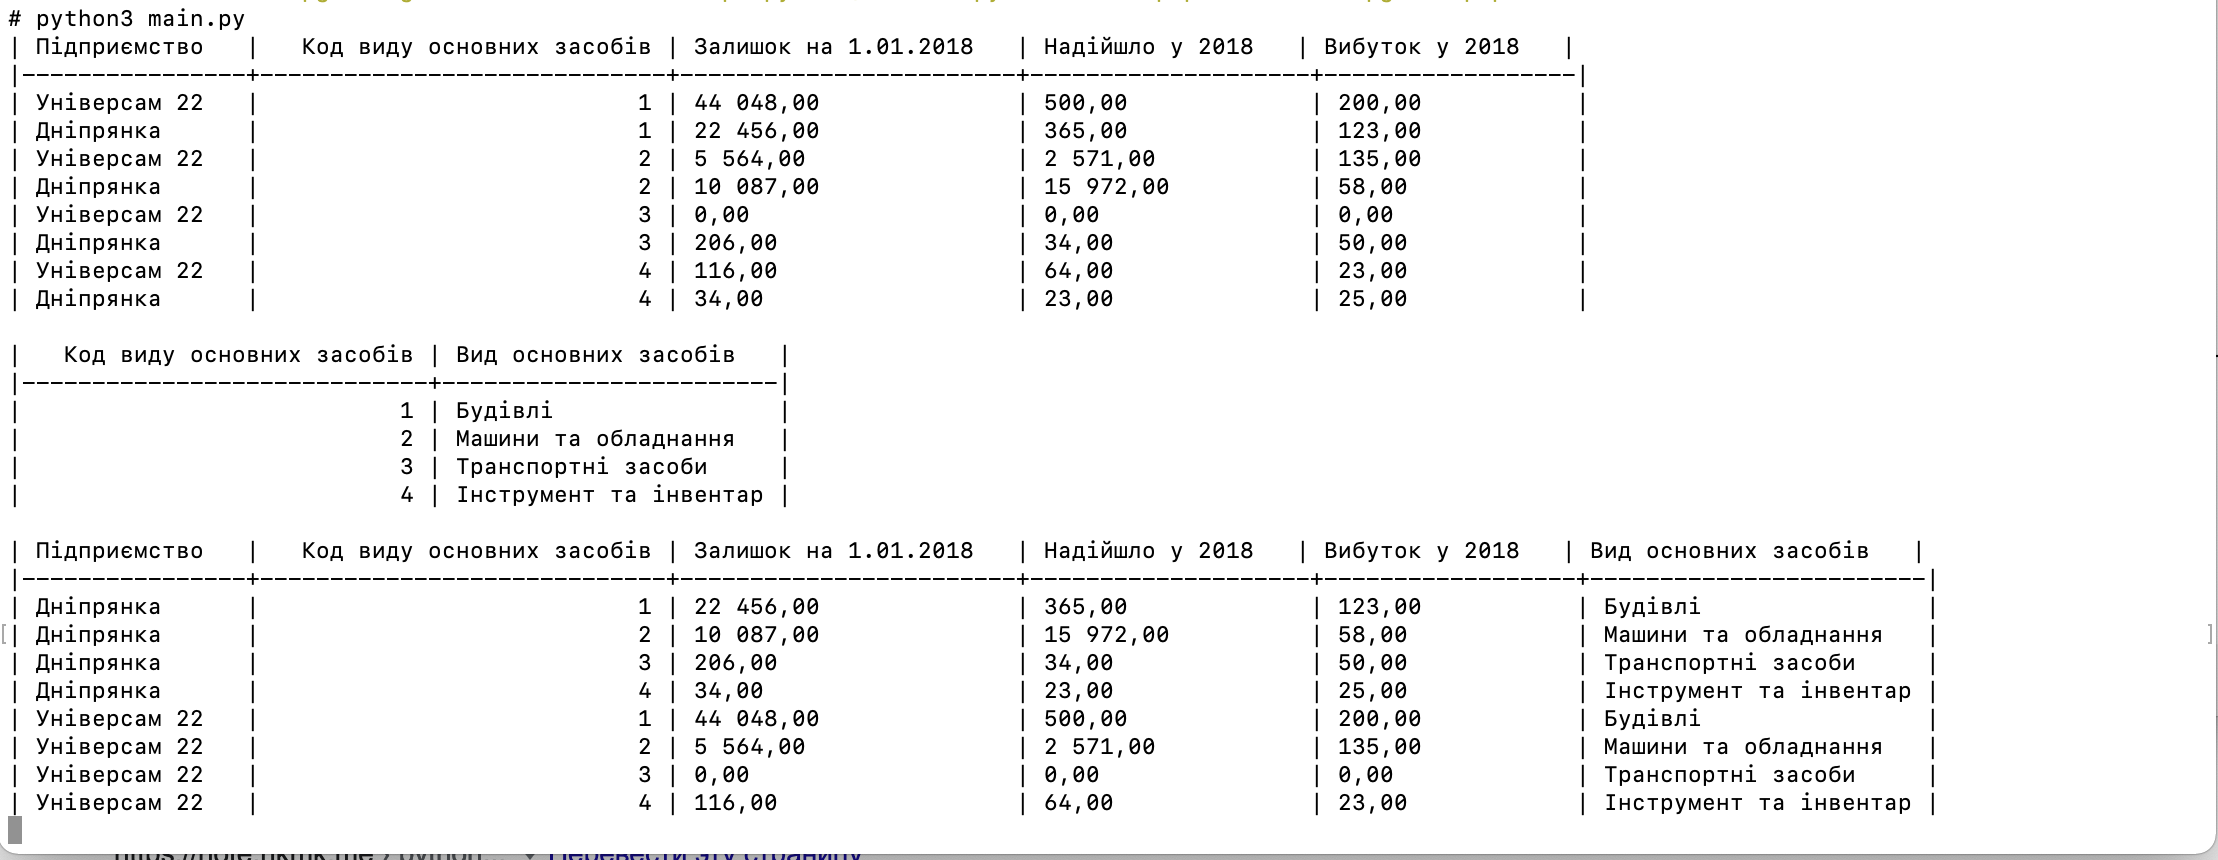 # python3 main.py
| Підприємство   |   Код виду основних засобів | Залишок на 1.01.2018   | Надійшло у 2018   | Вибуток у 2018   |
|----------------+-----------------------------+------------------------+--------------------+------------------|
| Універсам 22   |                           1 | 44 048,00              | 500,00             | 200,00           |
| Дніпрянка      |                           1 | 22 456,00              | 365,00             | 123,00           |
| Універсам 22   |                           2 | 5 564,00               | 2 571,00           | 135,00           |
| Дніпрянка      |                           2 | 10 087,00              | 15 972,00          | 58,00            |
| Універсам 22   |                           3 | 0,00                   | 0,00               | 0,00             |
| Дніпрянка      |                           3 | 206,00                 | 34,00              | 50,00            |
| Універсам 22   |                           4 | 116,00                 | 64,00              | 23,00            |
| Дніпрянка      |                           4 | 34,00                  | 23,00              | 25,00            |
|   Код виду основних засобів | Вид основних засобів   |
|-----------------------------+------------------------|
|                           1 | Будівлі                |
|                           2 | Машини та обладнання   |
|                           3 | Транспортні засоби     |
|                           4 | Інструмент та інвентар |
| Підприємство   |   Код виду основних засобів | Залишок на 1.01.2018   | Надійшло у 2018   | Вибуток у 2018   | Вид основних засобів   |
|----------------+-----------------------------+------------------------+--------------------+------------------+------------------------|
| Дніпрянка      |                           1 | 22 456,00              | 365,00             | 123,00           | Будівлі                |
| Дніпрянка      |                           2 | 10 087,00              | 15 972,00          | 58,00            | Машини та обладнання   |
| Дніпрянка      |                           3 | 206,00                 | 34,00              | 50,00            | Транспортні засоби     |
| Дніпрянка      |                           4 | 34,00                  | 23,00              | 25,00            | Інструмент та інвентар |
| Універсам 22   |                           1 | 44 048,00              | 500,00             | 200,00           | Будівлі                |
| Універсам 22   |                           2 | 5 564,00               | 2 571,00           | 135,00           | Машини та обладнання   |
| Універсам 22   |                           3 | 0,00                   | 0,00               | 0,00             | Транспортні засоби     |
| Універсам 22   |                           4 | 116,00                 | 64,00              | 23,00            | Інструмент та інвентар |
Перевести эту страницу